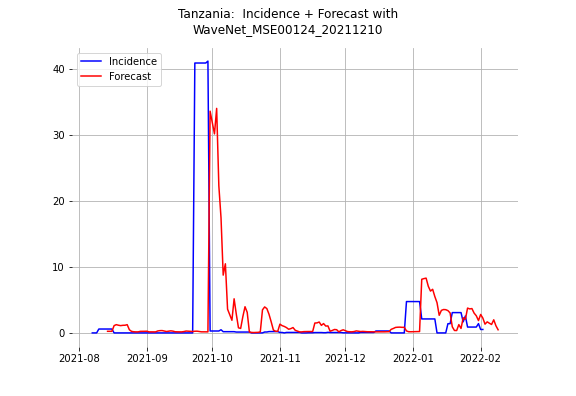 Tanzania:  Incidence + Forecast with
WaveNet_MSE00124_20211210
Incidence
Forecast
40
30
20
10
0
2021-08 2021-09 2021-10 2021-11 2021-12 2022-01 2022-02